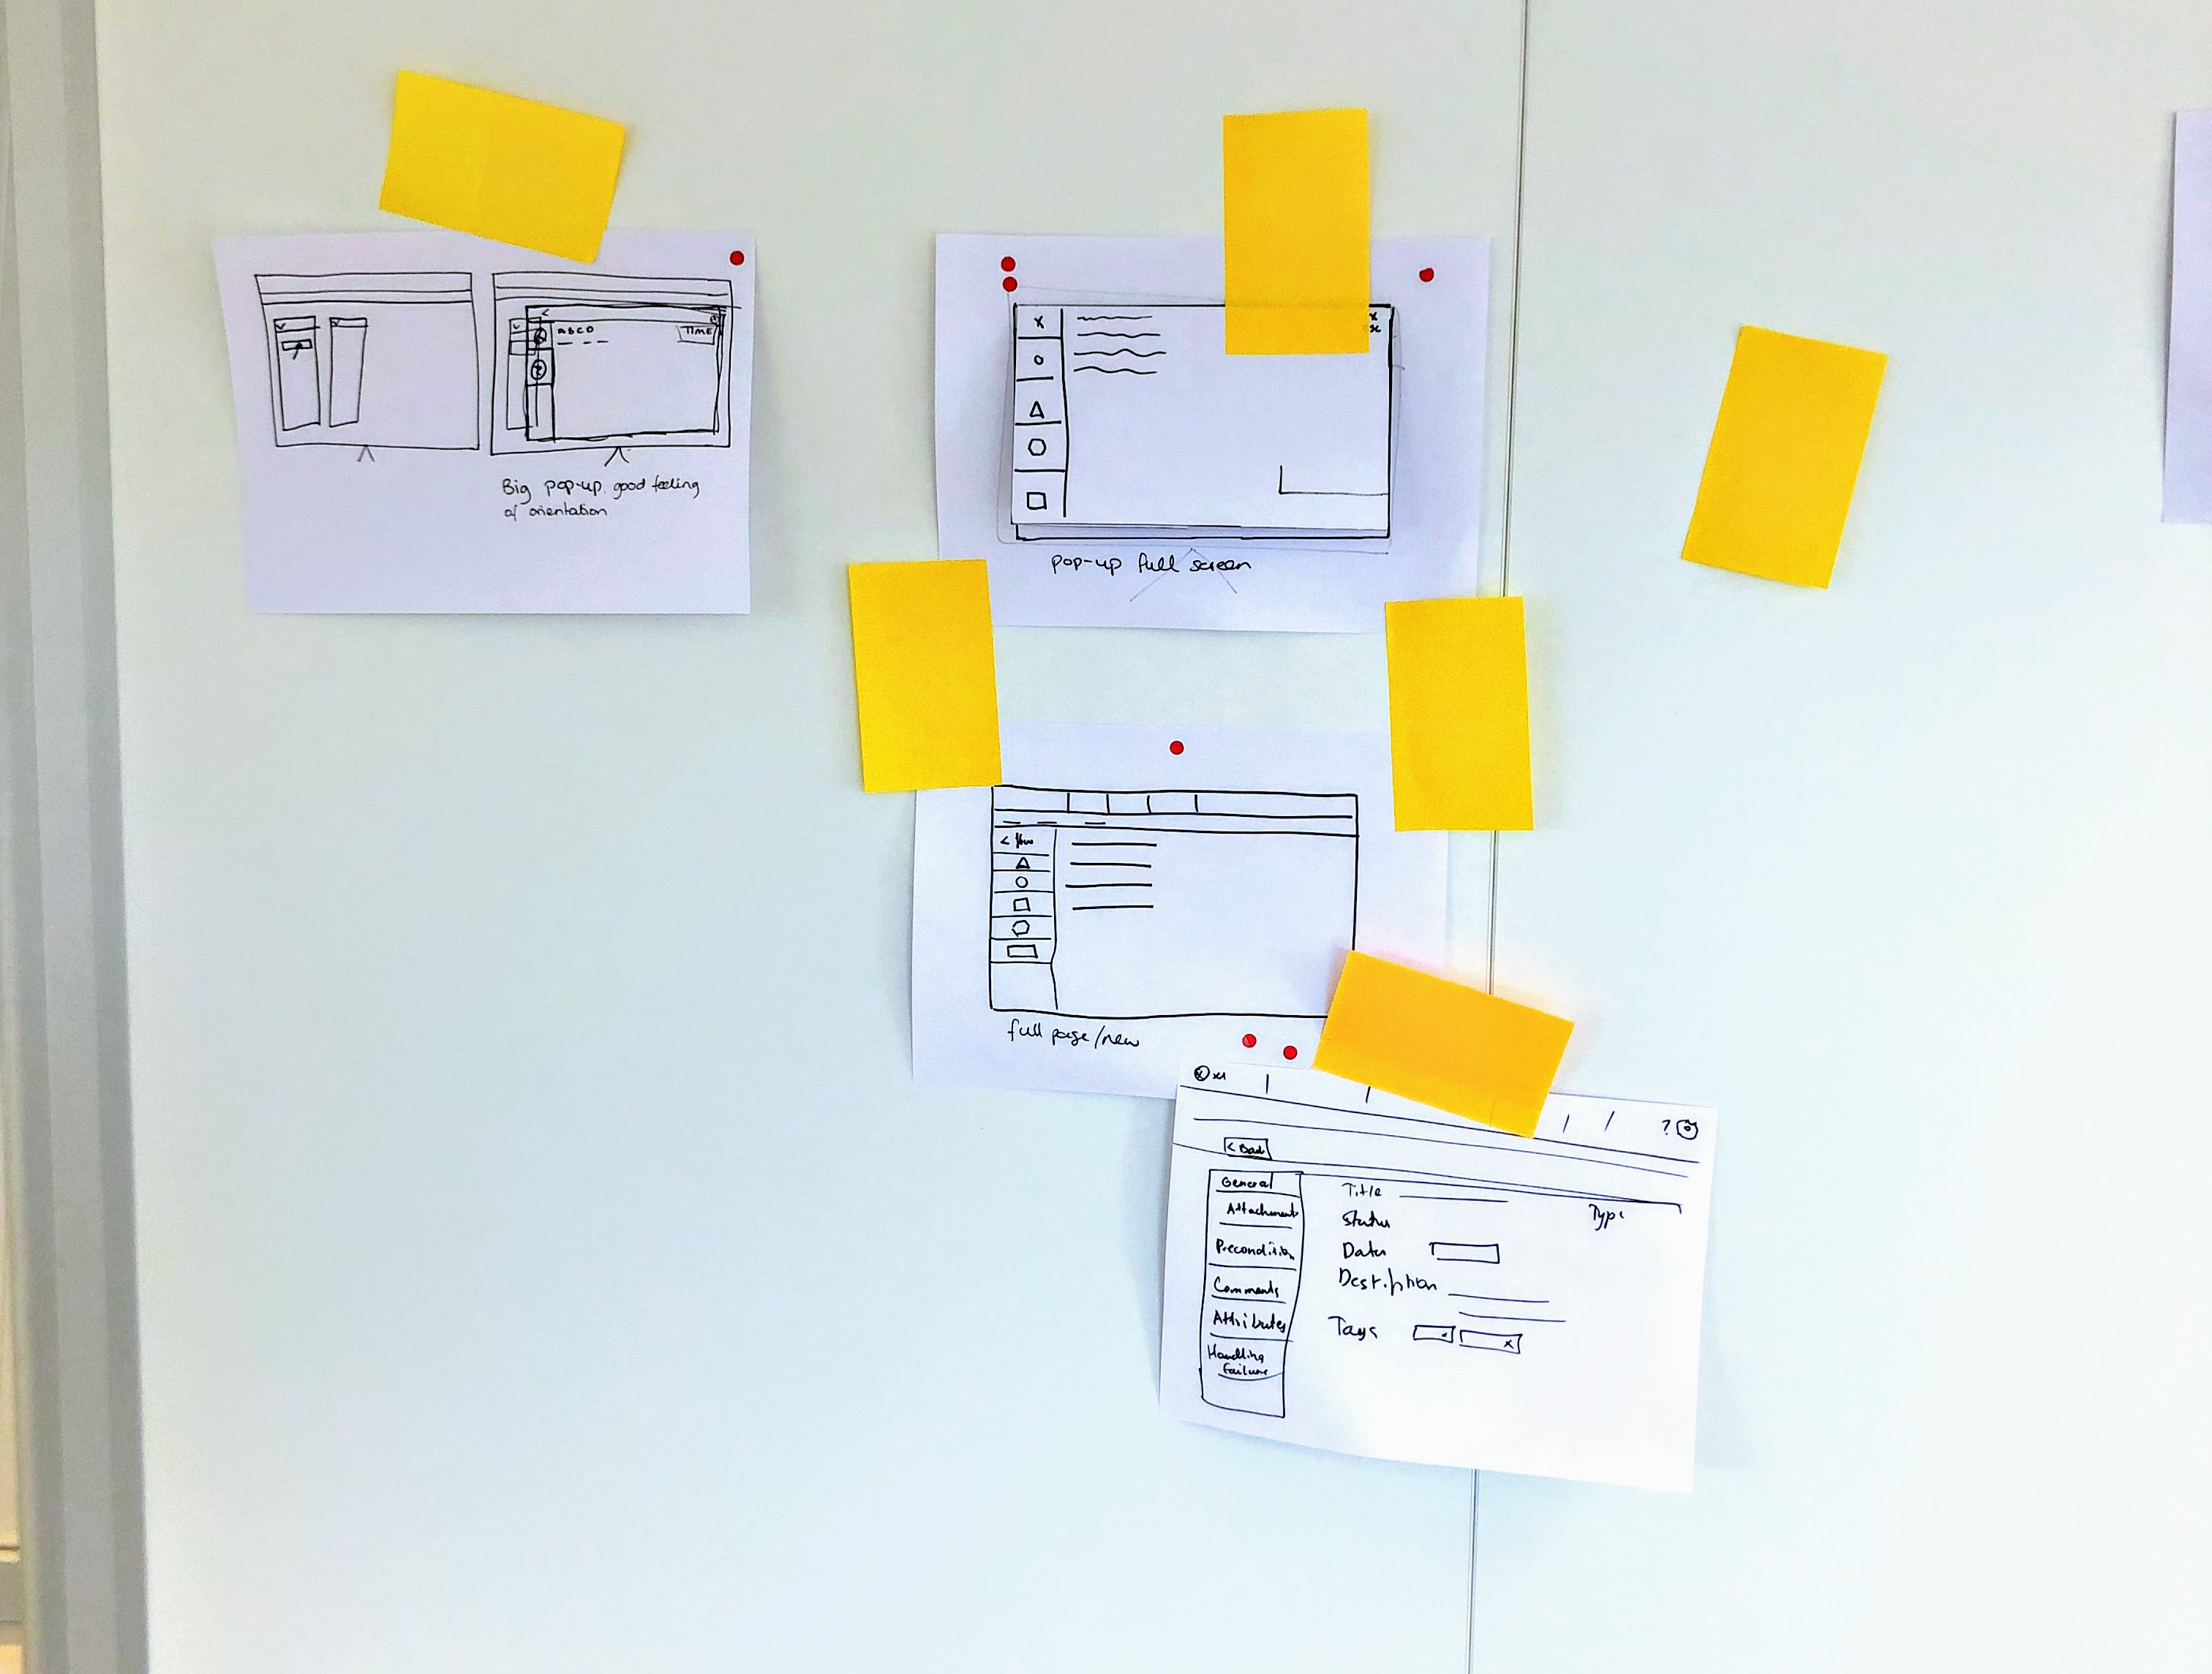 ABCD
TIME
Big pop-up, good feeling
of orientation
x
pop-up full screen
<
full page/new
?
< Back
General
Attachments
Precondition
Comments
Attributes
Handling
failure
Title
Type
Status
Date
Description
Tags
x